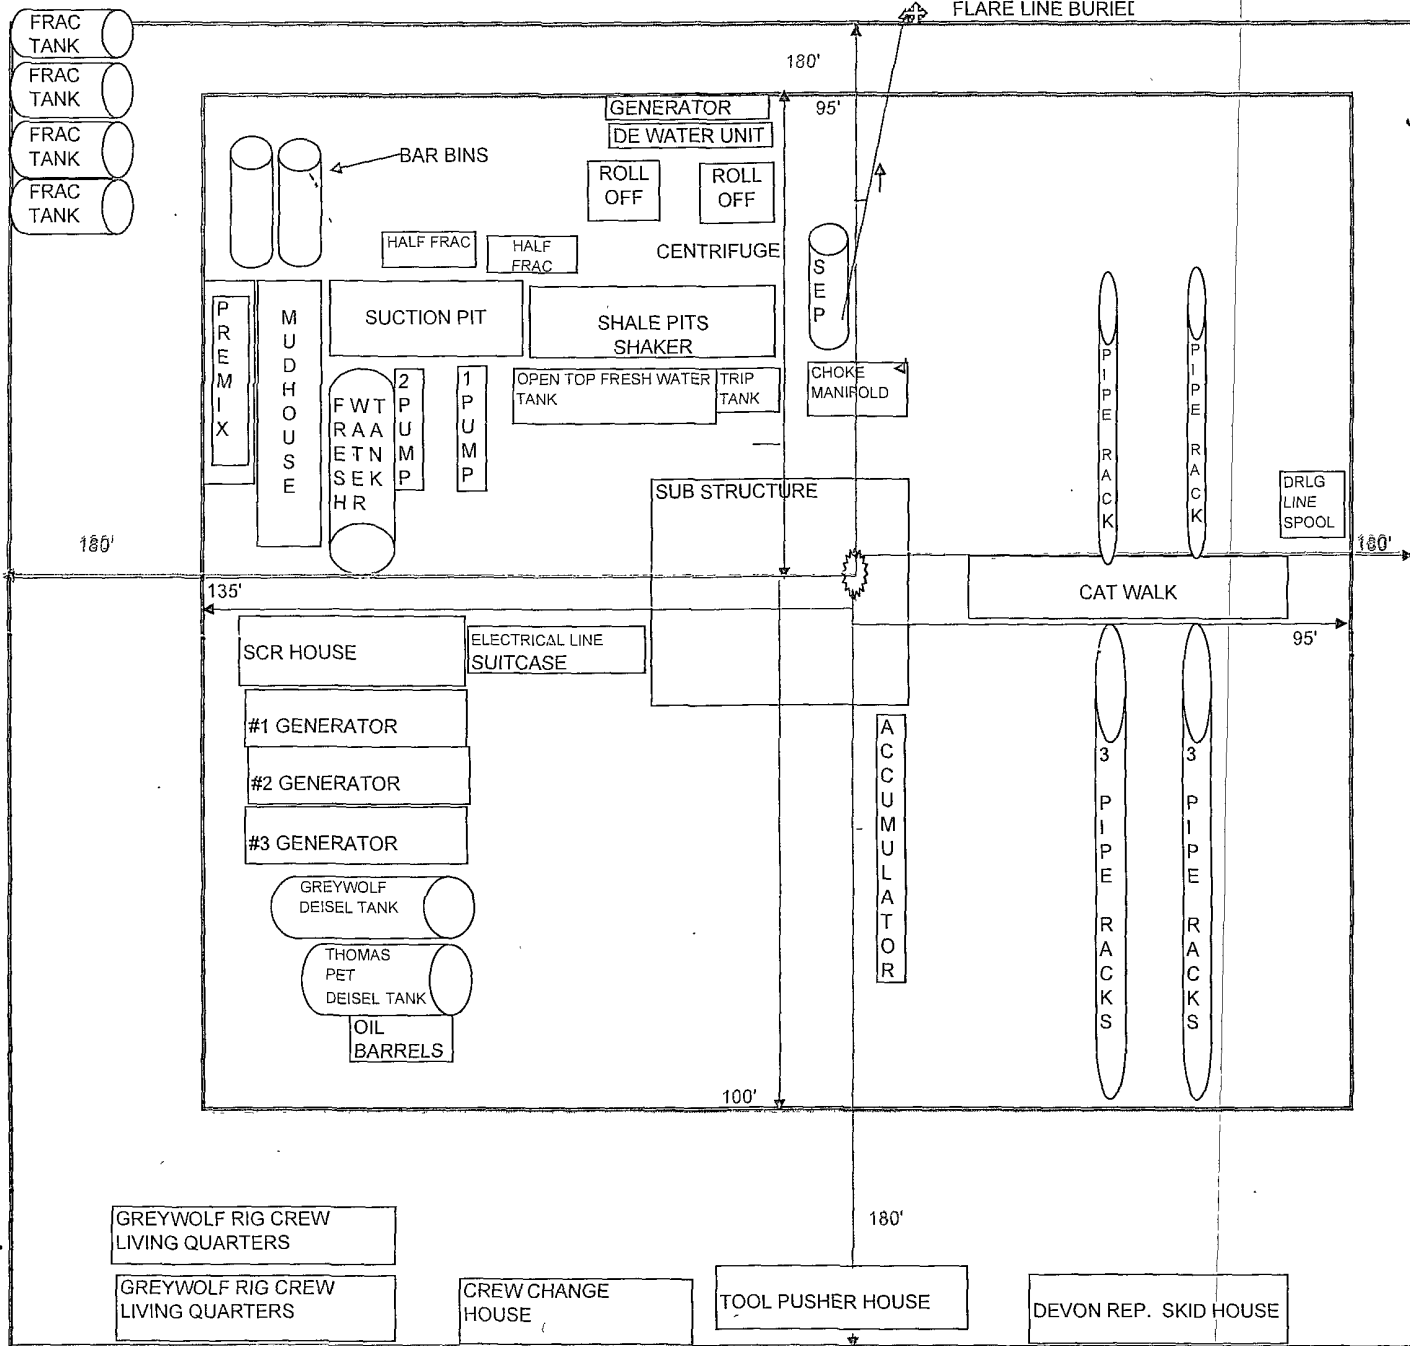 FLARE LINE BURIED
FRAC
TANK
FRAC
TANK
FRAC
TANK
FRAC
TANK
180'
95'
GENERATOR
DE WATER UNIT
BAR BINS
ROLL
OFF
ROLL
OFF
HALF FRAC
HALF
FRAC
CENTRIFUGE
SEP
PREMIX
MUDHOUSE
SUCTION PIT
SHALE PITS
SHAKER
FRESH
WATER
TANK
2 PUMP
1 PUMP
OPEN TOP FRESH WATER
TANK
TRIP
TANK
CHOKE
MANIFOLD
PIPE RACK
PIPE RACK
SUB STRUCTURE
DRLG
LINE
SPOOL
180'
180'
135'
CAT WALK
95'
SCR HOUSE
ELECTRICAL LINE
SUITCASE
#1 GENERATOR
#2 GENERATOR
#3 GENERATOR
ACCUMULATOR
3 PIPE RACKS
3 PIPE RACKS
GREYWOLF
DEISEL TANK
THOMAS
PET
DEISEL TANK
OIL
BARRELS
100'
180'
GREYWOLF RIG CREW
LIVING QUARTERS
GREYWOLF RIG CREW
LIVING QUARTERS
CREW CHANGE
HOUSE
TOOL PUSHER HOUSE
DEVON REP. SKID HOUSE